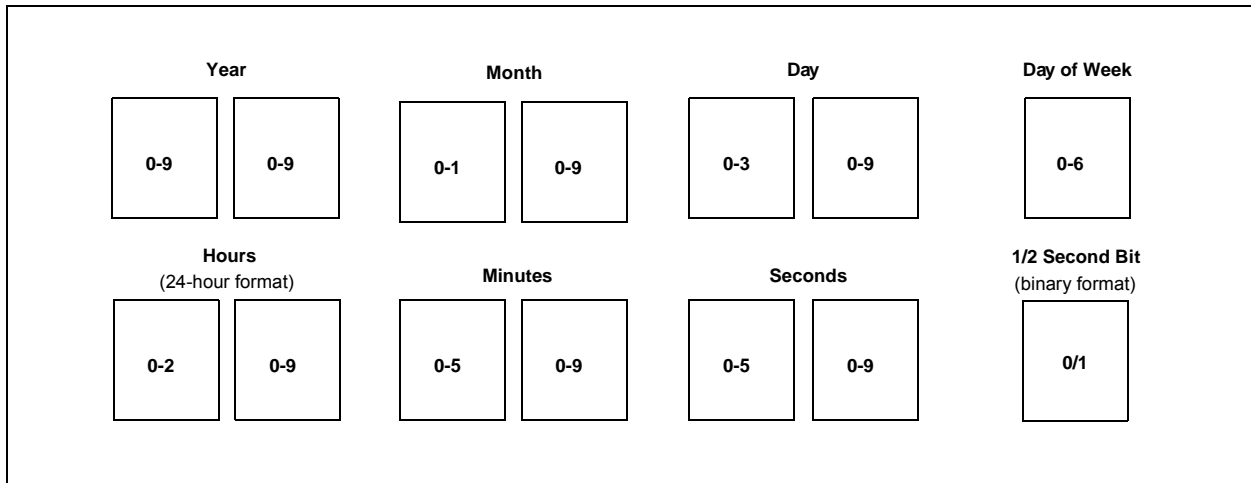 Year
Month
Day
Day of Week
0-9
0-9
0-1
0-9
0-3
0-9
0-6
Hours
(24-hour format)
Minutes
Seconds
1/2 Second Bit
(binary format)
0-2
0-9
0-5
0-9
0-5
0-9
0/1